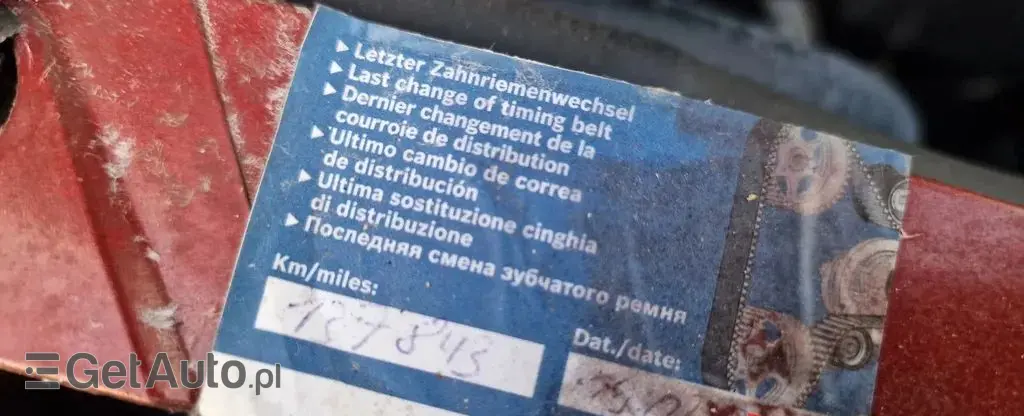 ▸ Letzter Zahnriemenwechsel
▸ Last change of timing belt
▸ Dernier changement de la
courroie de distribution
▸ Ultimo cambio de correa
de distribución
▸ Ultima sostituzione cinghia
di distribuzione
▸ Последняя смена зубчатого ремня
Km/miles:
Dat./date:
GetAuto.pl